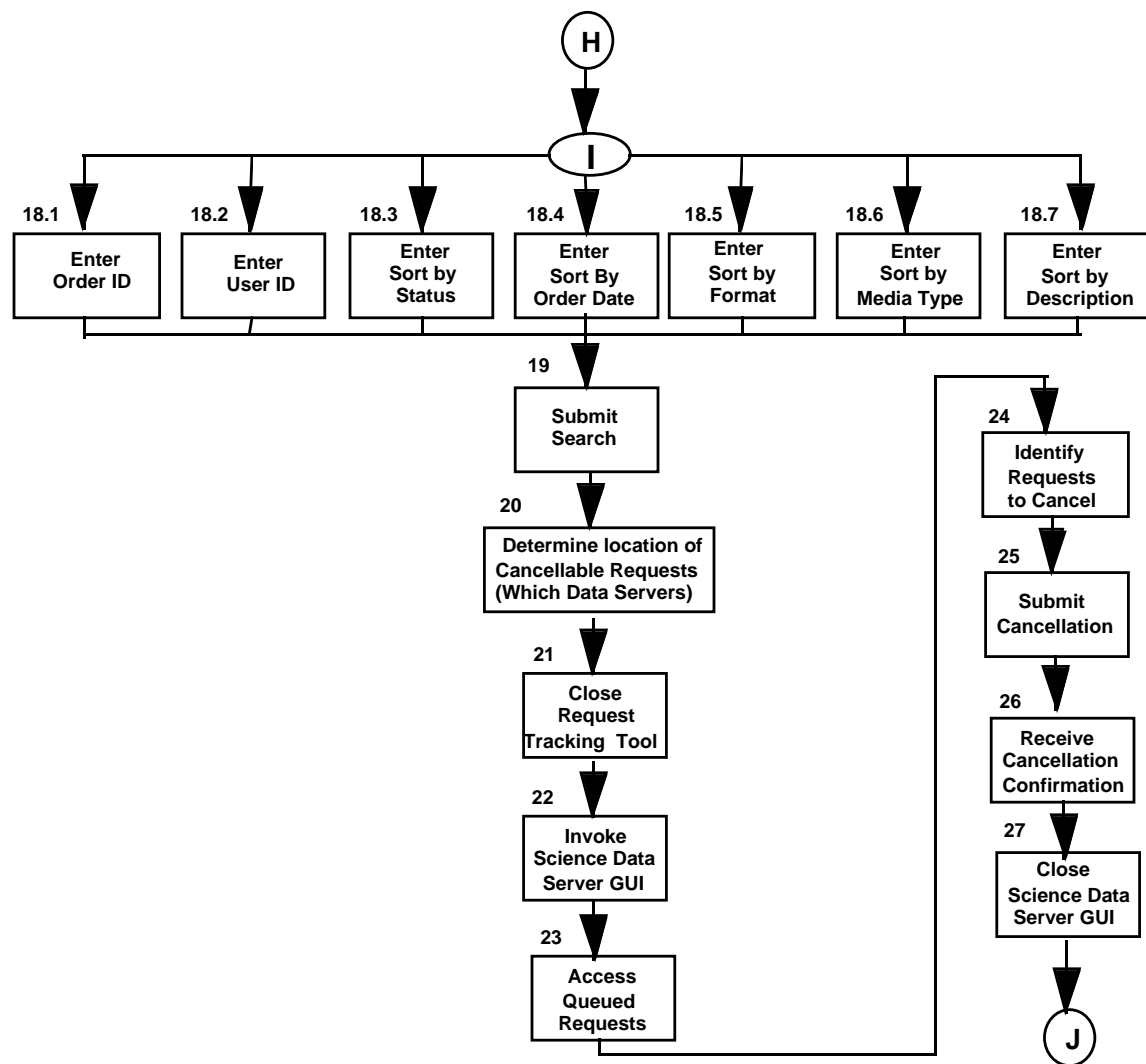 H
I
18.1
Enter
Order ID
18.2
Enter
User ID
18.3
Enter
Sort by
Status
18.4
Enter
Sort By
Order Date
18.5
Enter
Sort by
Format
18.6
Enter
Sort by
Media Type
18.7
Enter
Sort by
Description
19
Submit
Search
20
Determine location of
Cancellable Requests
(Which Data Servers)
21
Close
Request
Tracking Tool
22
Invoke
Science Data
Server GUI
23
Access
Queued
Requests
24
Identify
Requests
to Cancel
25
Submit
Cancellation
26
Receive
Cancellation
Confirmation
27
Close
Science Data
Server GUI
J